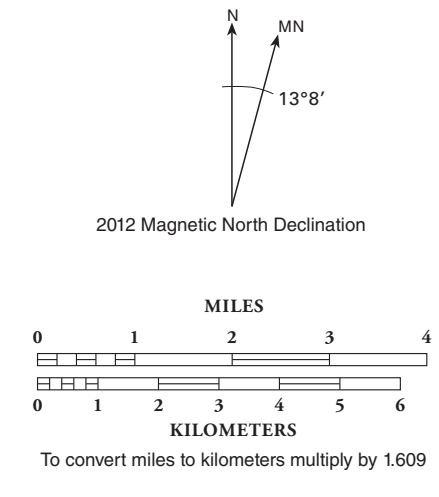 N
MN
13°8′
2012 Magnetic North Declination
MILES
0 1 2 3 4
0 1 2 3 4 5 6
KILOMETERS
To convert miles to kilometers multiply by 1.609